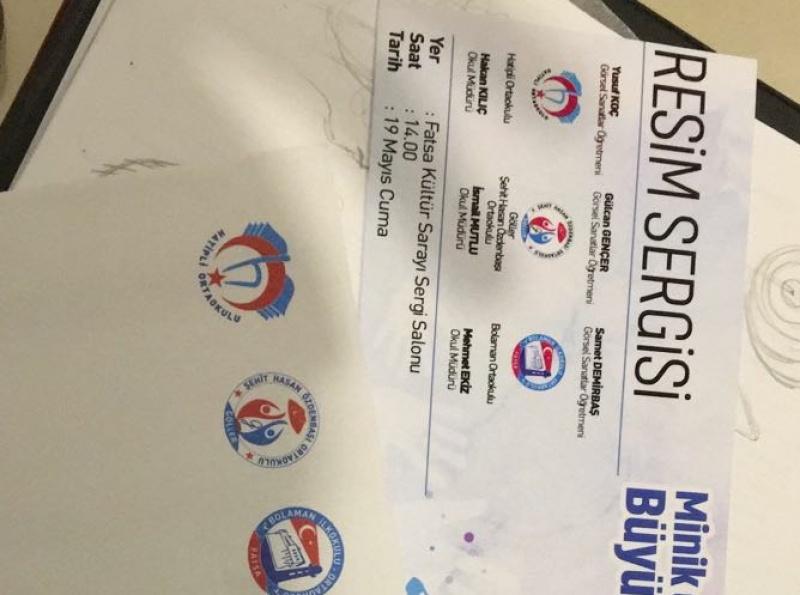 RESİM SERGİSİ
Minik
Büyü
Yusuf KOÇ
Görsel Sanatlar Öğretmeni
Gülcan GENÇER
Görsel Sanatlar Öğretmeni
Samet DEMİRBAŞ
Görsel Sanatlar Öğretmeni
Hatipli Ortaokulu
Hakan KILIÇ
Okul Müdürü
Göller
Şehit Hasan Özdenbaşı
Ortaokulu
İsmail MUTLU
Okul Müdürü
Bolaman Ortaokulu
Mehmet EKİZ
Okul Müdürü
Yer : Fatsa Kültür Sarayı Sergi Salonu
Saat : 14.00
Tarih : 19 Mayıs Cuma
HATİPLİ ORTAOKULU
ŞEHİT HASAN ÖZDENBAŞI ORTAOKULU
GÖLLER
BOLAMAN İLKOKULU
FATSA